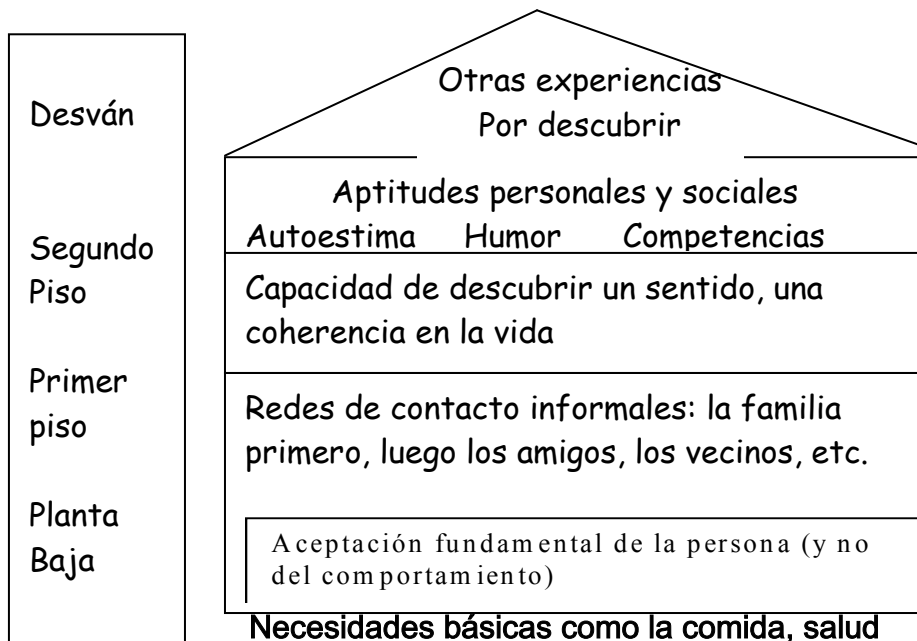 Desván
Segundo
Piso
Primer
piso
Planta
Baja
Otras experiencias
Por descubrir
Aptitudes personales y sociales
Autoestima Humor Competencias
Capacidad de descubrir un sentido, una
coherencia en la vida
Redes de contacto informales: la familia
primero, luego los amigos, los vecinos, etc.
Aceptación fundamental de la persona (y no
del comportamiento)
Necesidades básicas como la comida, salud